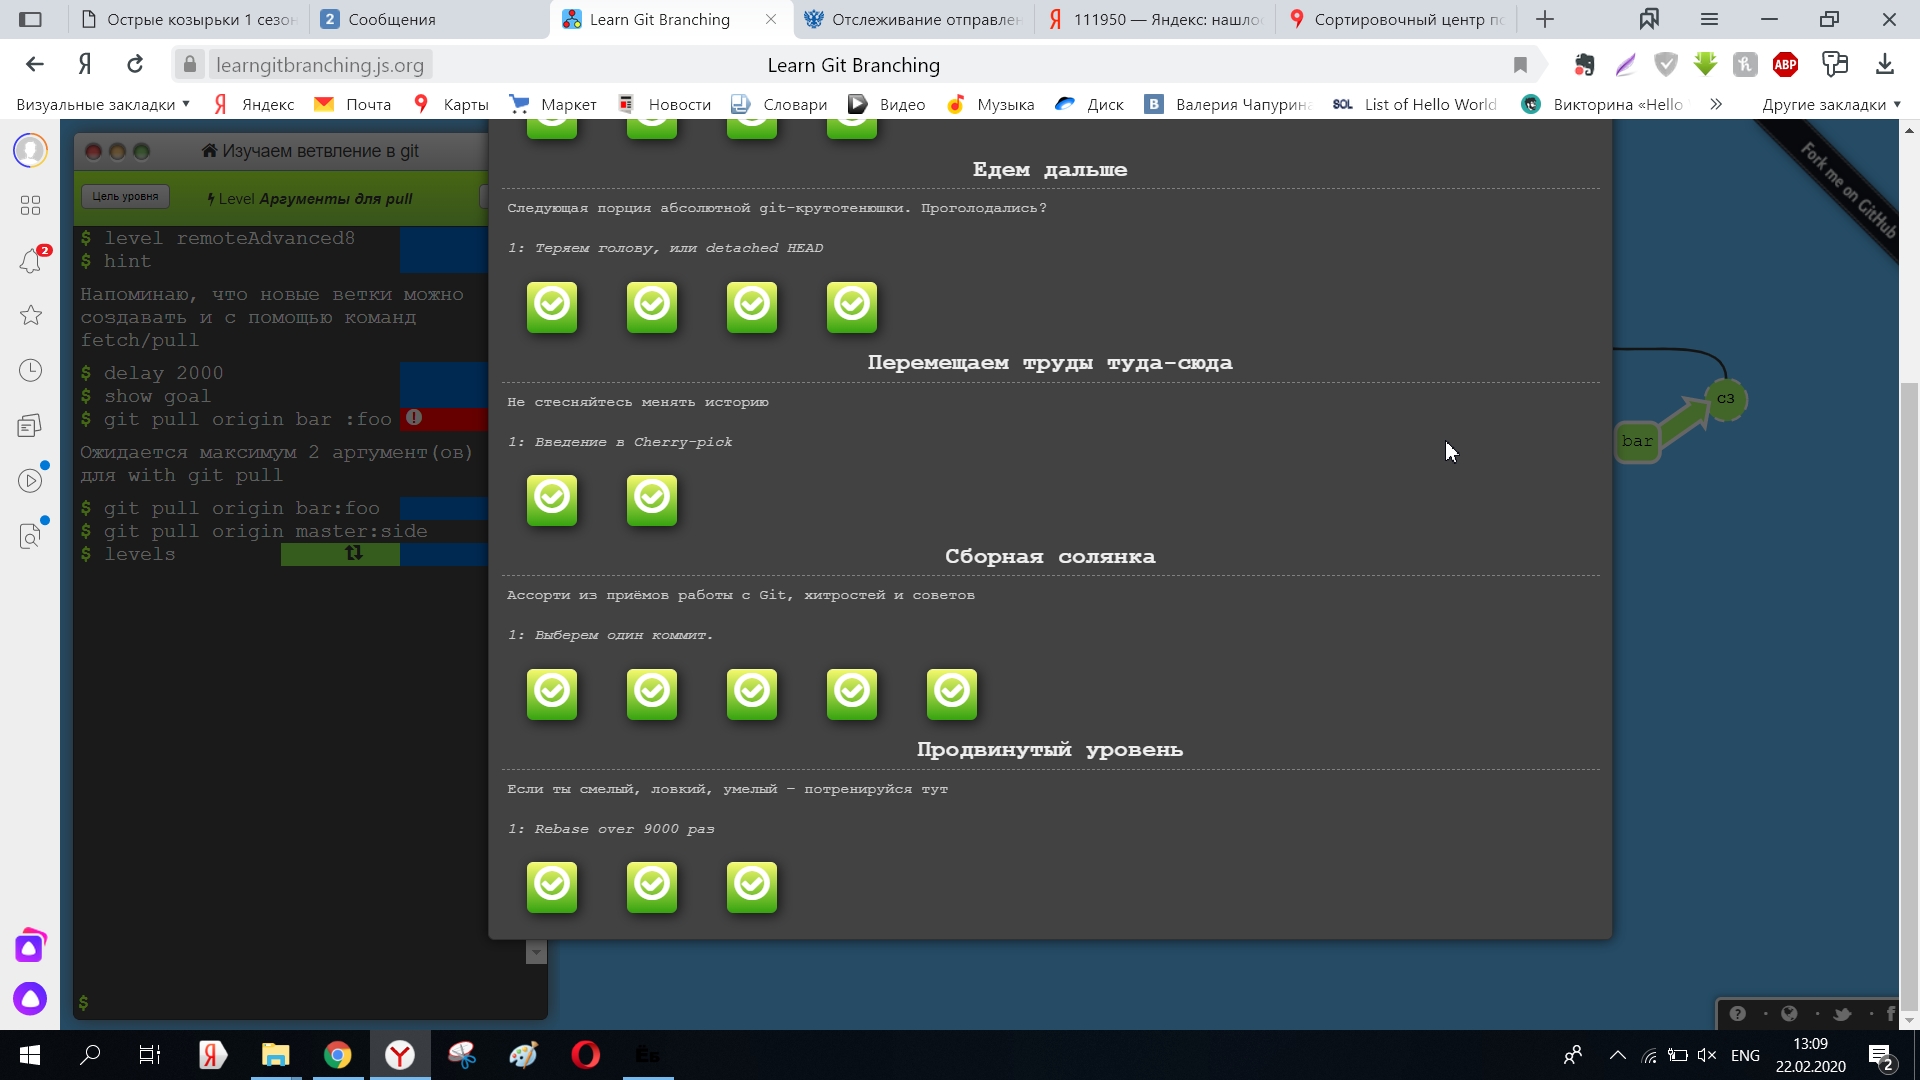 Острые козырьки 1 сезон
2 Сообщения
Learn Git Branching
Отслеживание отправлен
111950 — Яндекс: нашлос
Сортировочный центр по
learngitbranching.js.org
Learn Git Branching
ABP
Визуальные закладки
Яндекс
Почта
Карты
Маркет
Новости
Словари
Видео
Музыка
Диск
B Валерия Чапурина
SOL List of Hello World
Викторина «Hello
Другие закладки
Изучаем ветвление в git
Цель уровня
Level Аргументы для pull
$ level remoteAdvanced8
$ hint
Напоминаю, что новые ветки можно
создавать и с помощью команд
fetch/pull
$ delay 2000
$ show goal
$ git pull origin bar :foo
Ожидается максимум 2 аргумент(ов)
для with git pull
$ git pull origin bar:foo
$ git pull origin master:side
$ levels
$
Едем дальше
Следующая порция абсолютной git-крутотенюшки. Проголодались?
1: Теряем голову, или detached HEAD
Перемещаем труды туда-сюда
Не стесняйтесь менять историю
1: Введение в Cherry-pick
Сборная солянка
Ассорти из приёмов работы с Git, хитростей и советов
1: Выберем один коммит.
Продвинутый уровень
Если ты смелый, ловкий, умелый - потренируйся тут
1: Rebase over 9000 раз
Fork me on GitHub
c3
bar
2
ENG
13:09
22.02.2020
2